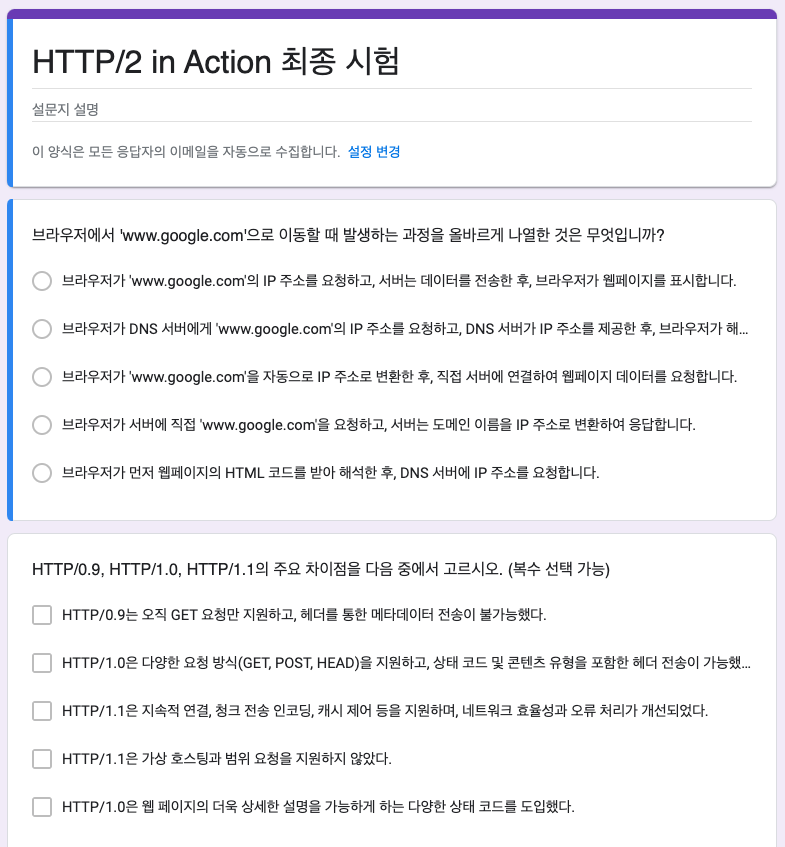 HTTP/2 in Action 최종 시험
설문지 설명
이 양식은 모든 응답자의 이메일을 자동으로 수집합니다. 설정 변경
브라우저에서 'www.google.com'으로 이동할 때 발생하는 과정을 올바르게 나열한 것은 무엇입니까?
브라우저가 'www.google.com'의 IP 주소를 요청하고, 서버는 데이터를 전송한 후, 브라우저가 웹페이지를 표시합니다.
브라우저가 DNS 서버에게 'www.google.com'의 IP 주소를 요청하고, DNS 서버가 IP 주소를 제공한 후, 브라우저가 해...
브라우저가 'www.google.com'을 자동으로 IP 주소로 변환한 후, 직접 서버에 연결하여 웹페이지 데이터를 요청합니다.
브라우저가 서버에 직접 'www.google.com'을 요청하고, 서버는 도메인 이름을 IP 주소로 변환하여 응답합니다.
브라우저가 먼저 웹페이지의 HTML 코드를 받아 해석한 후, DNS 서버에 IP 주소를 요청합니다.
HTTP/0.9, HTTP/1.0, HTTP/1.1의 주요 차이점을 다음 중에서 고르시오. (복수 선택 가능)
HTTP/0.9는 오직 GET 요청만 지원하고, 헤더를 통한 메타데이터 전송이 불가능했다.
HTTP/1.0은 다양한 요청 방식(GET, POST, HEAD)을 지원하고, 상태 코드 및 콘텐츠 유형을 포함한 헤더 전송이 가능했...
HTTP/1.1은 지속적 연결, 청크 전송 인코딩, 캐시 제어 등을 지원하며, 네트워크 효율성과 오류 처리가 개선되었다.
HTTP/1.1은 가상 호스팅과 범위 요청을 지원하지 않았다.
HTTP/1.0은 웹 페이지의 더욱 상세한 설명을 가능하게 하는 다양한 상태 코드를 도입했다.